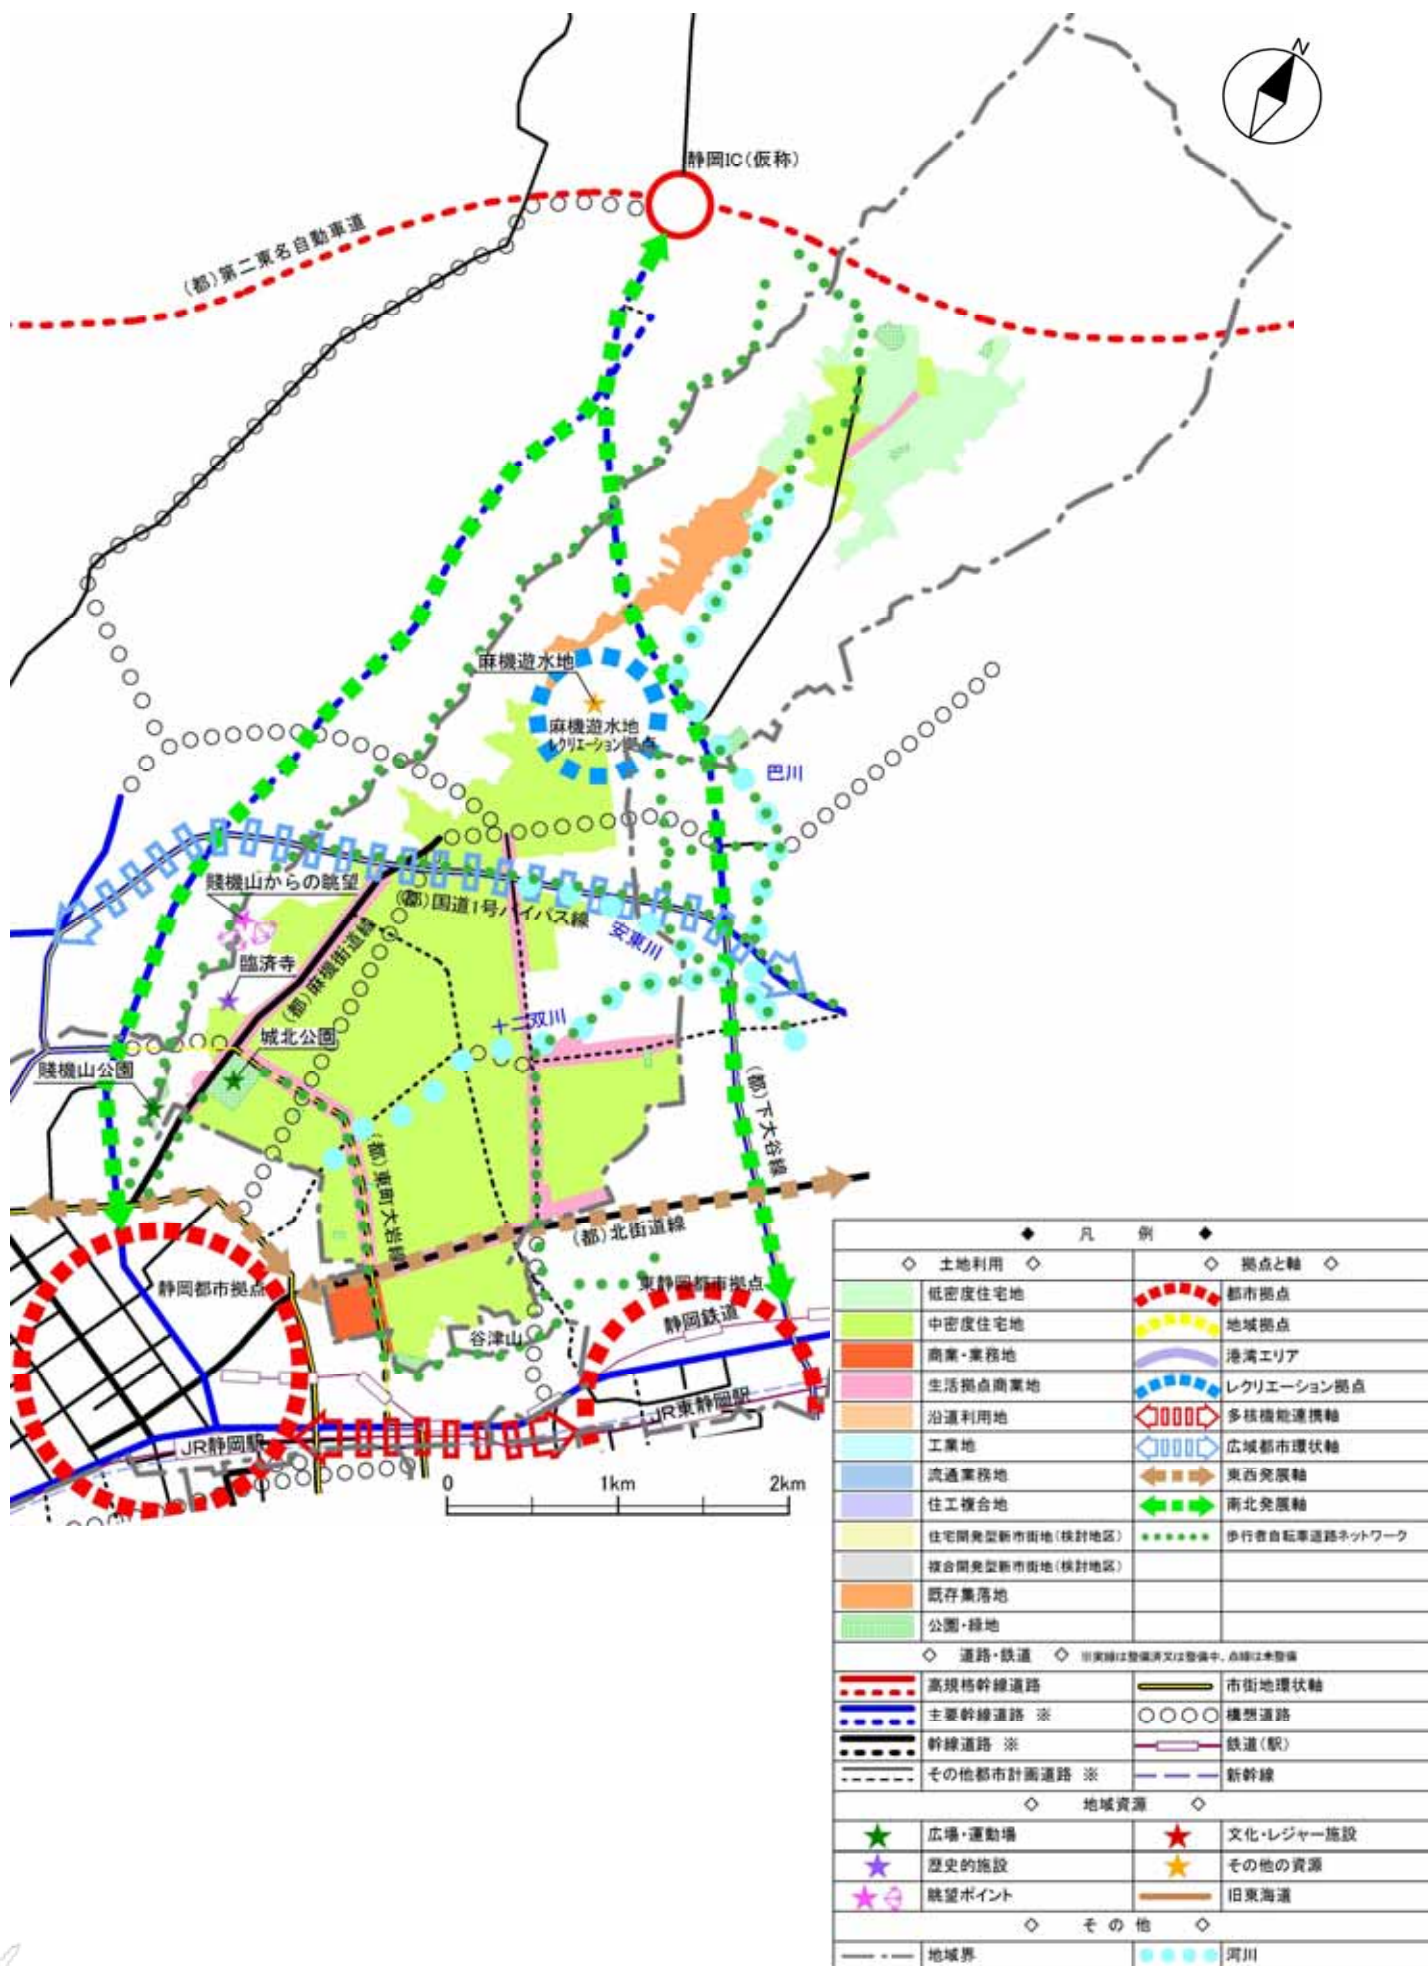 N
静岡IC(仮称)
(都)第二東名自動車道
麻機遊水地
麻機遊水地
レクリエーション拠点
巴川
賤機山からの眺望
(都)国道1号バイパス線
安東川
臨済寺
(都)麻機街道線
十二双川
城北公園
賤機山公園
(都)下大谷線
(都)東町大岩線
(都)北街道線
静岡都市拠点
東静岡都市拠点
静岡鉄道
谷津山
JR東静岡駅
JR静岡駅
0 1km 2km
◆ 凡 例 ◆
◇ 土地利用 ◇ ◇ 拠点と軸 ◇
低密度住宅地 都市拠点
中密度住宅地 地域拠点
商業・業務地 港湾エリア
生活拠点商業地 レクリエーション拠点
沿道利用地 多核機能連携軸
工業地 広域都市環状軸
流通業務地 東西発展軸
住工複合地 南北発展軸
住宅開発型新市街地(検討地区) 歩行者自転車道路ネットワーク
複合開発型新市街地(検討地区)
既存集落地
公園・緑地
◇ 道路・鉄道 ◇ ※実線は整備済又は整備中、点線は未整備
高規格幹線道路 市街地環状軸
主要幹線道路 ※ 構想道路
幹線道路 ※ 鉄道(駅)
その他都市計画道路 ※ 新幹線
◇ 地域資源 ◇
広場・運動場 文化・レジャー施設
歴史的施設 その他の資源
眺望ポイント 旧東海道
◇ その他 ◇
地域界 河川